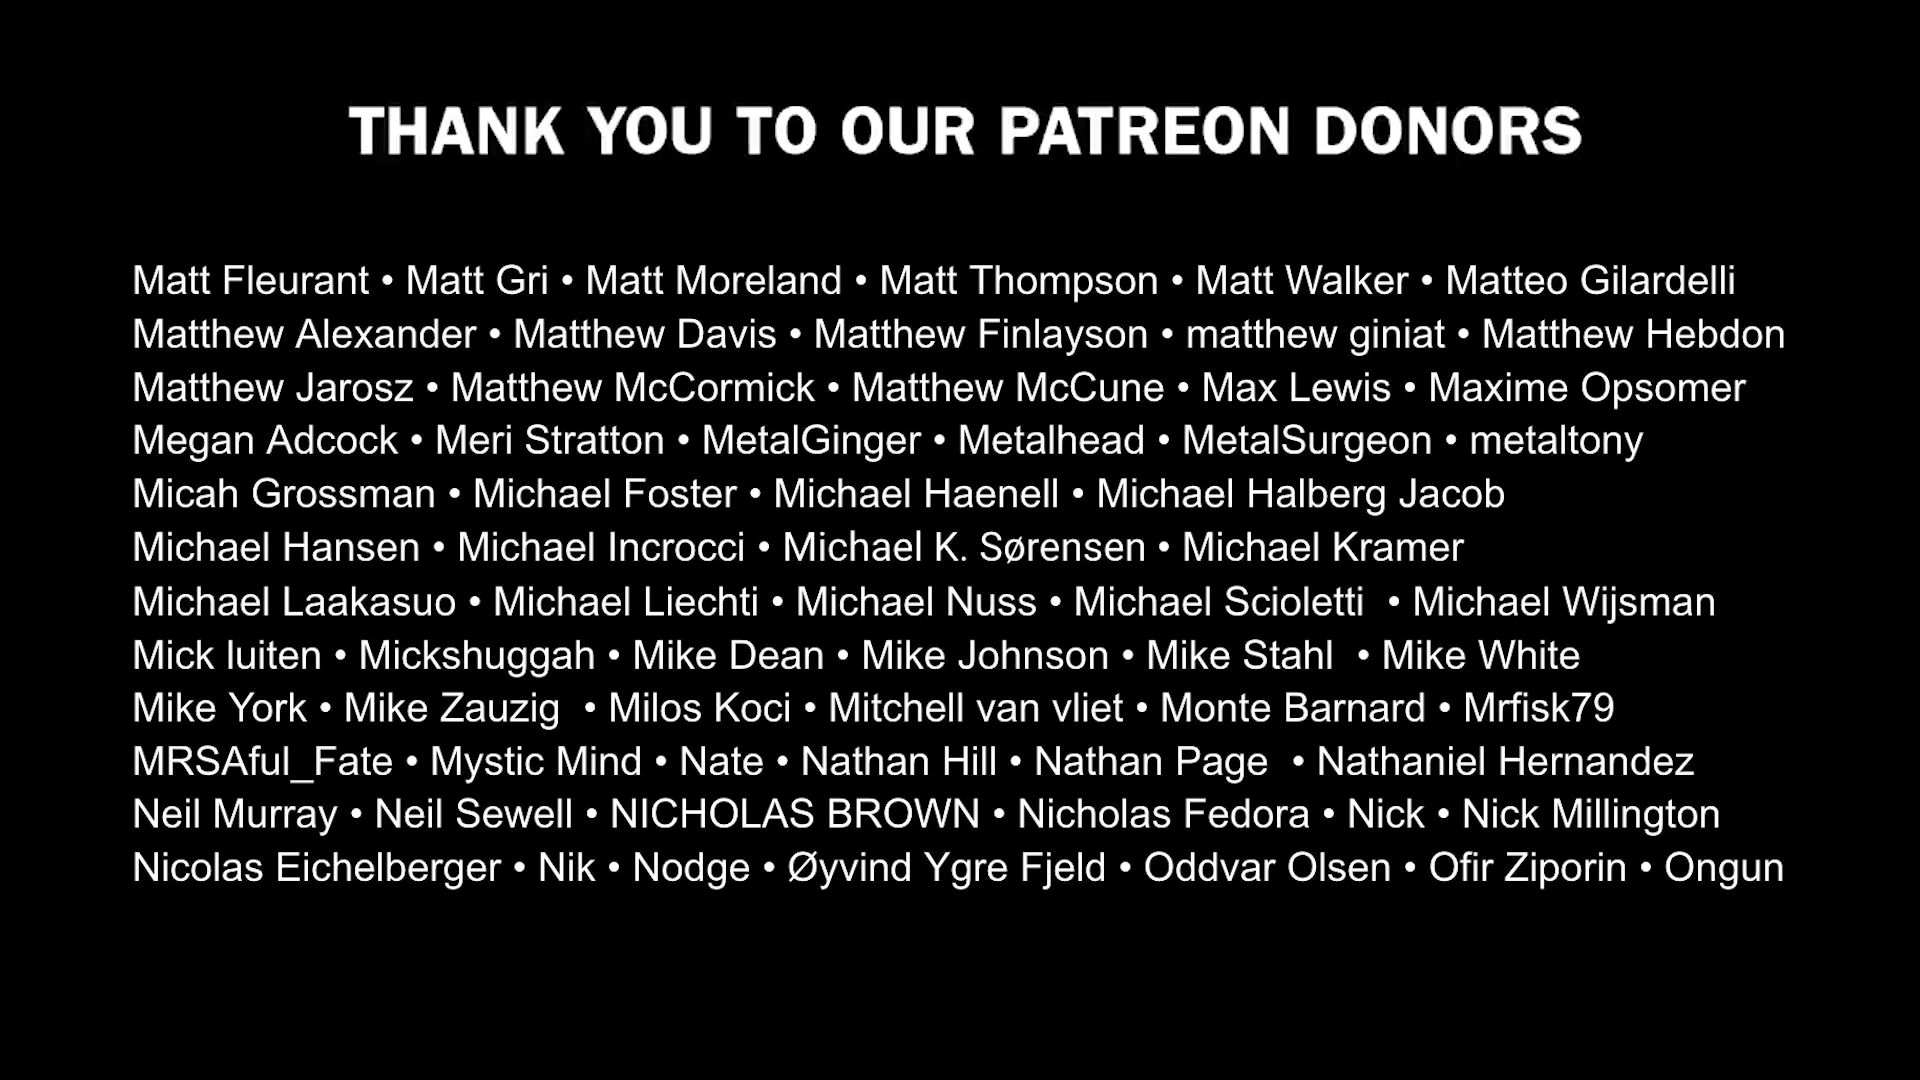 THANK YOU TO OUR PATREON DONORS
Matt Fleurant • Matt Gri • Matt Moreland • Matt Thompson • Matt Walker • Matteo Gilardelli
Matthew Alexander • Matthew Davis • Matthew Finlayson • matthew giniat • Matthew Hebdon
Matthew Jarosz • Matthew McCormick • Matthew McCune • Max Lewis • Maxime Opsomer
Megan Adcock • Meri Stratton • MetalGinger • Metalhead • MetalSurgeon • metaltony
Micah Grossman • Michael Foster • Michael Haenell • Michael Halberg Jacob
Michael Hansen • Michael Incrocci • Michael K. Sørensen • Michael Kramer
Michael Laakasuo • Michael Liechti • Michael Nuss • Michael Scioletti • Michael Wijsman
Mick luiten • Mickshuggah • Mike Dean • Mike Johnson • Mike Stahl • Mike White
Mike York • Mike Zauzig • Milos Koci • Mitchell van vliet • Monte Barnard • Mrfisk79
MRSAful_Fate • Mystic Mind • Nate • Nathan Hill • Nathan Page • Nathaniel Hernandez
Neil Murray • Neil Sewell • NICHOLAS BROWN • Nicholas Fedora • Nick • Nick Millington
Nicolas Eichelberger • Nik • Nodge • Øyvind Ygre Fjeld • Oddvar Olsen • Ofir Ziporin • Ongun